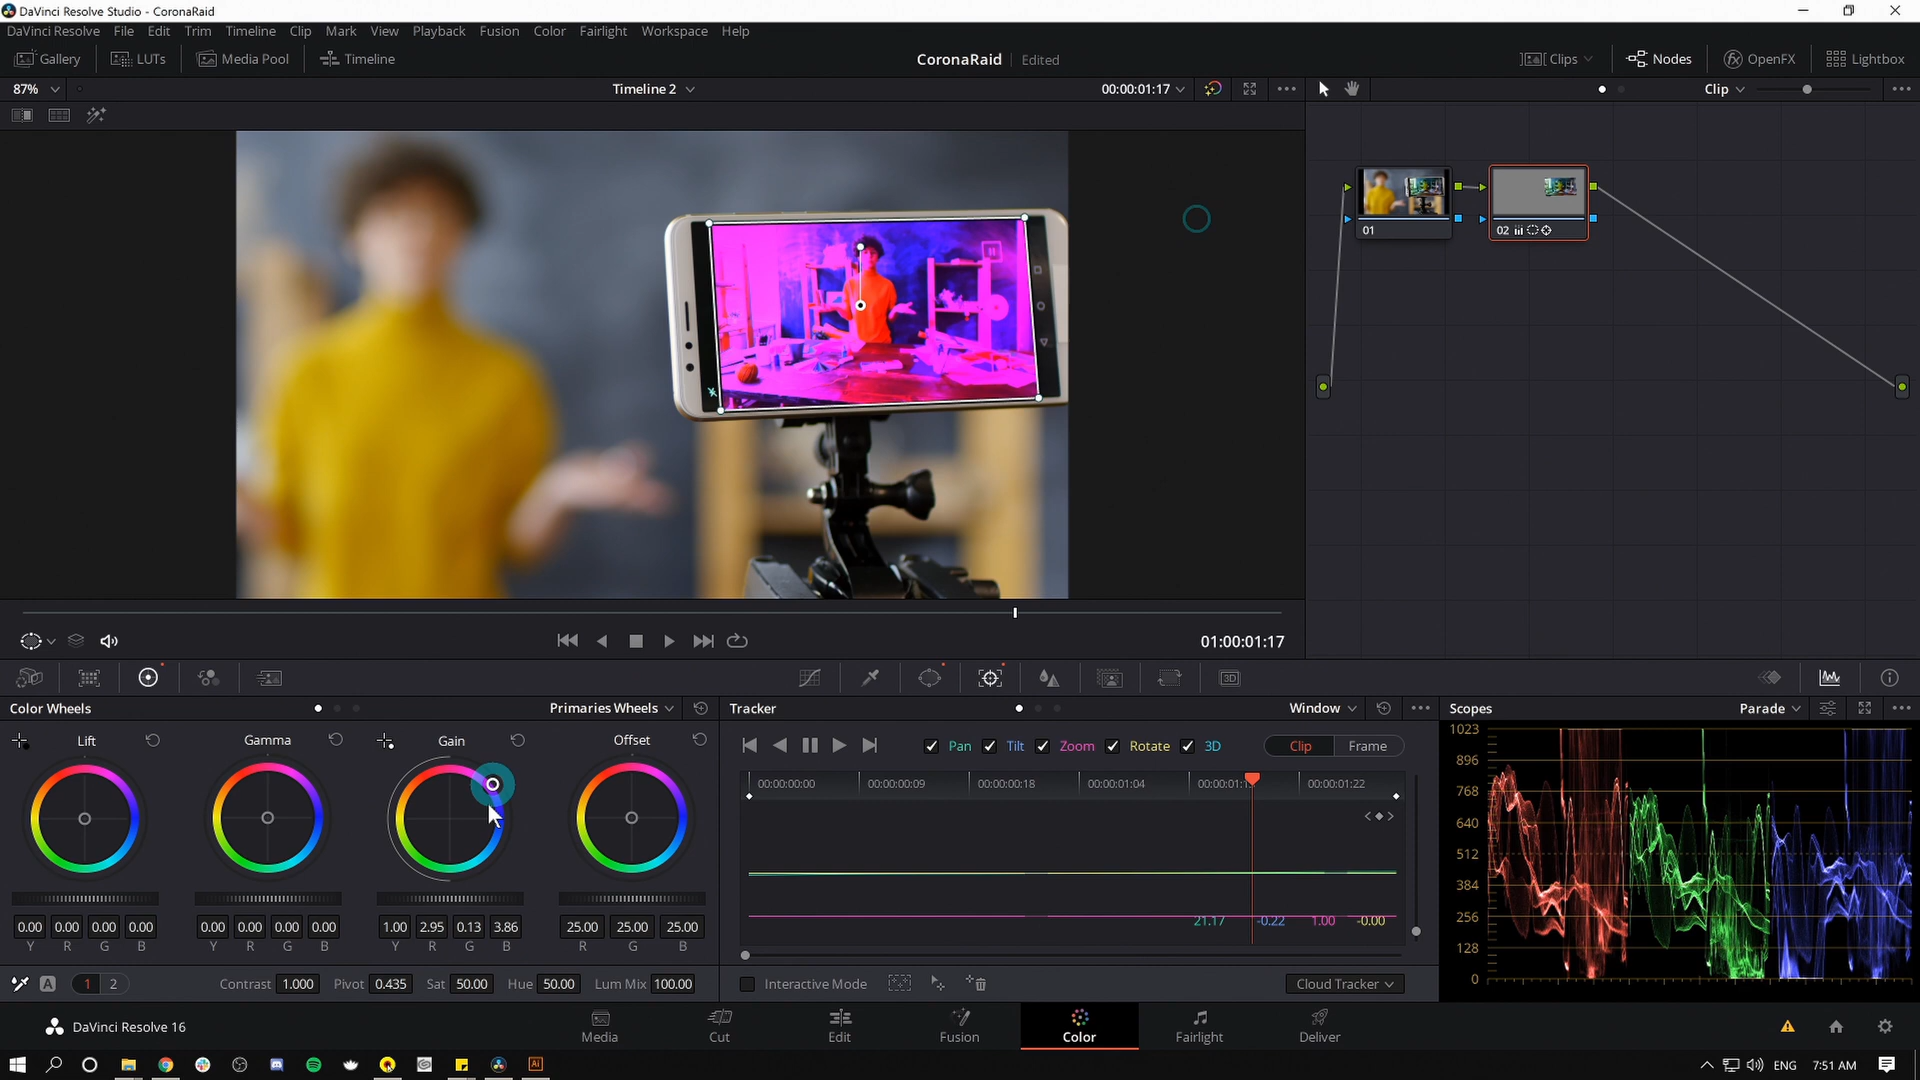 DaVinci Resolve Studio - CoronaRaid
DaVinci Resolve File Edit Trim Timeline Clip Mark View Playback Fusion Color Fairlight Workspace Help
Gallery LUTs Media Pool Timeline CoronaRaid Edited Clips Nodes OpenFX Lightbox
87% Timeline 2 00:00:01:17 Clip
01 02
01:00:01:17
Color Wheels Primaries Wheels Tracker Window Scopes Parade
Lift Gamma Gain Offset
Pan Tilt Zoom Rotate 3D Clip Frame
00:00:00:00 00:00:00:09 00:00:00:18 00:00:01:04 00:00:01:1 00:00:01:22
1023
896
768
640
512
384
256
128
0
21.17 -0.22 1.00 -0.00
0.00 0.00 0.00 0.00 0.00 0.00 0.00 0.00 1.00 2.95 0.13 3.86 25.00 25.00 25.00
Y R G B Y R G B Y R G B R G B
A 1 2 Contrast 1.000 Pivot 0.435 Sat 50.00 Hue 50.00 Lum Mix 100.00 Interactive Mode Cloud Tracker
DaVinci Resolve 16 Media Cut Edit Fusion Color Fairlight Deliver
Ai ENG 7:51 AM